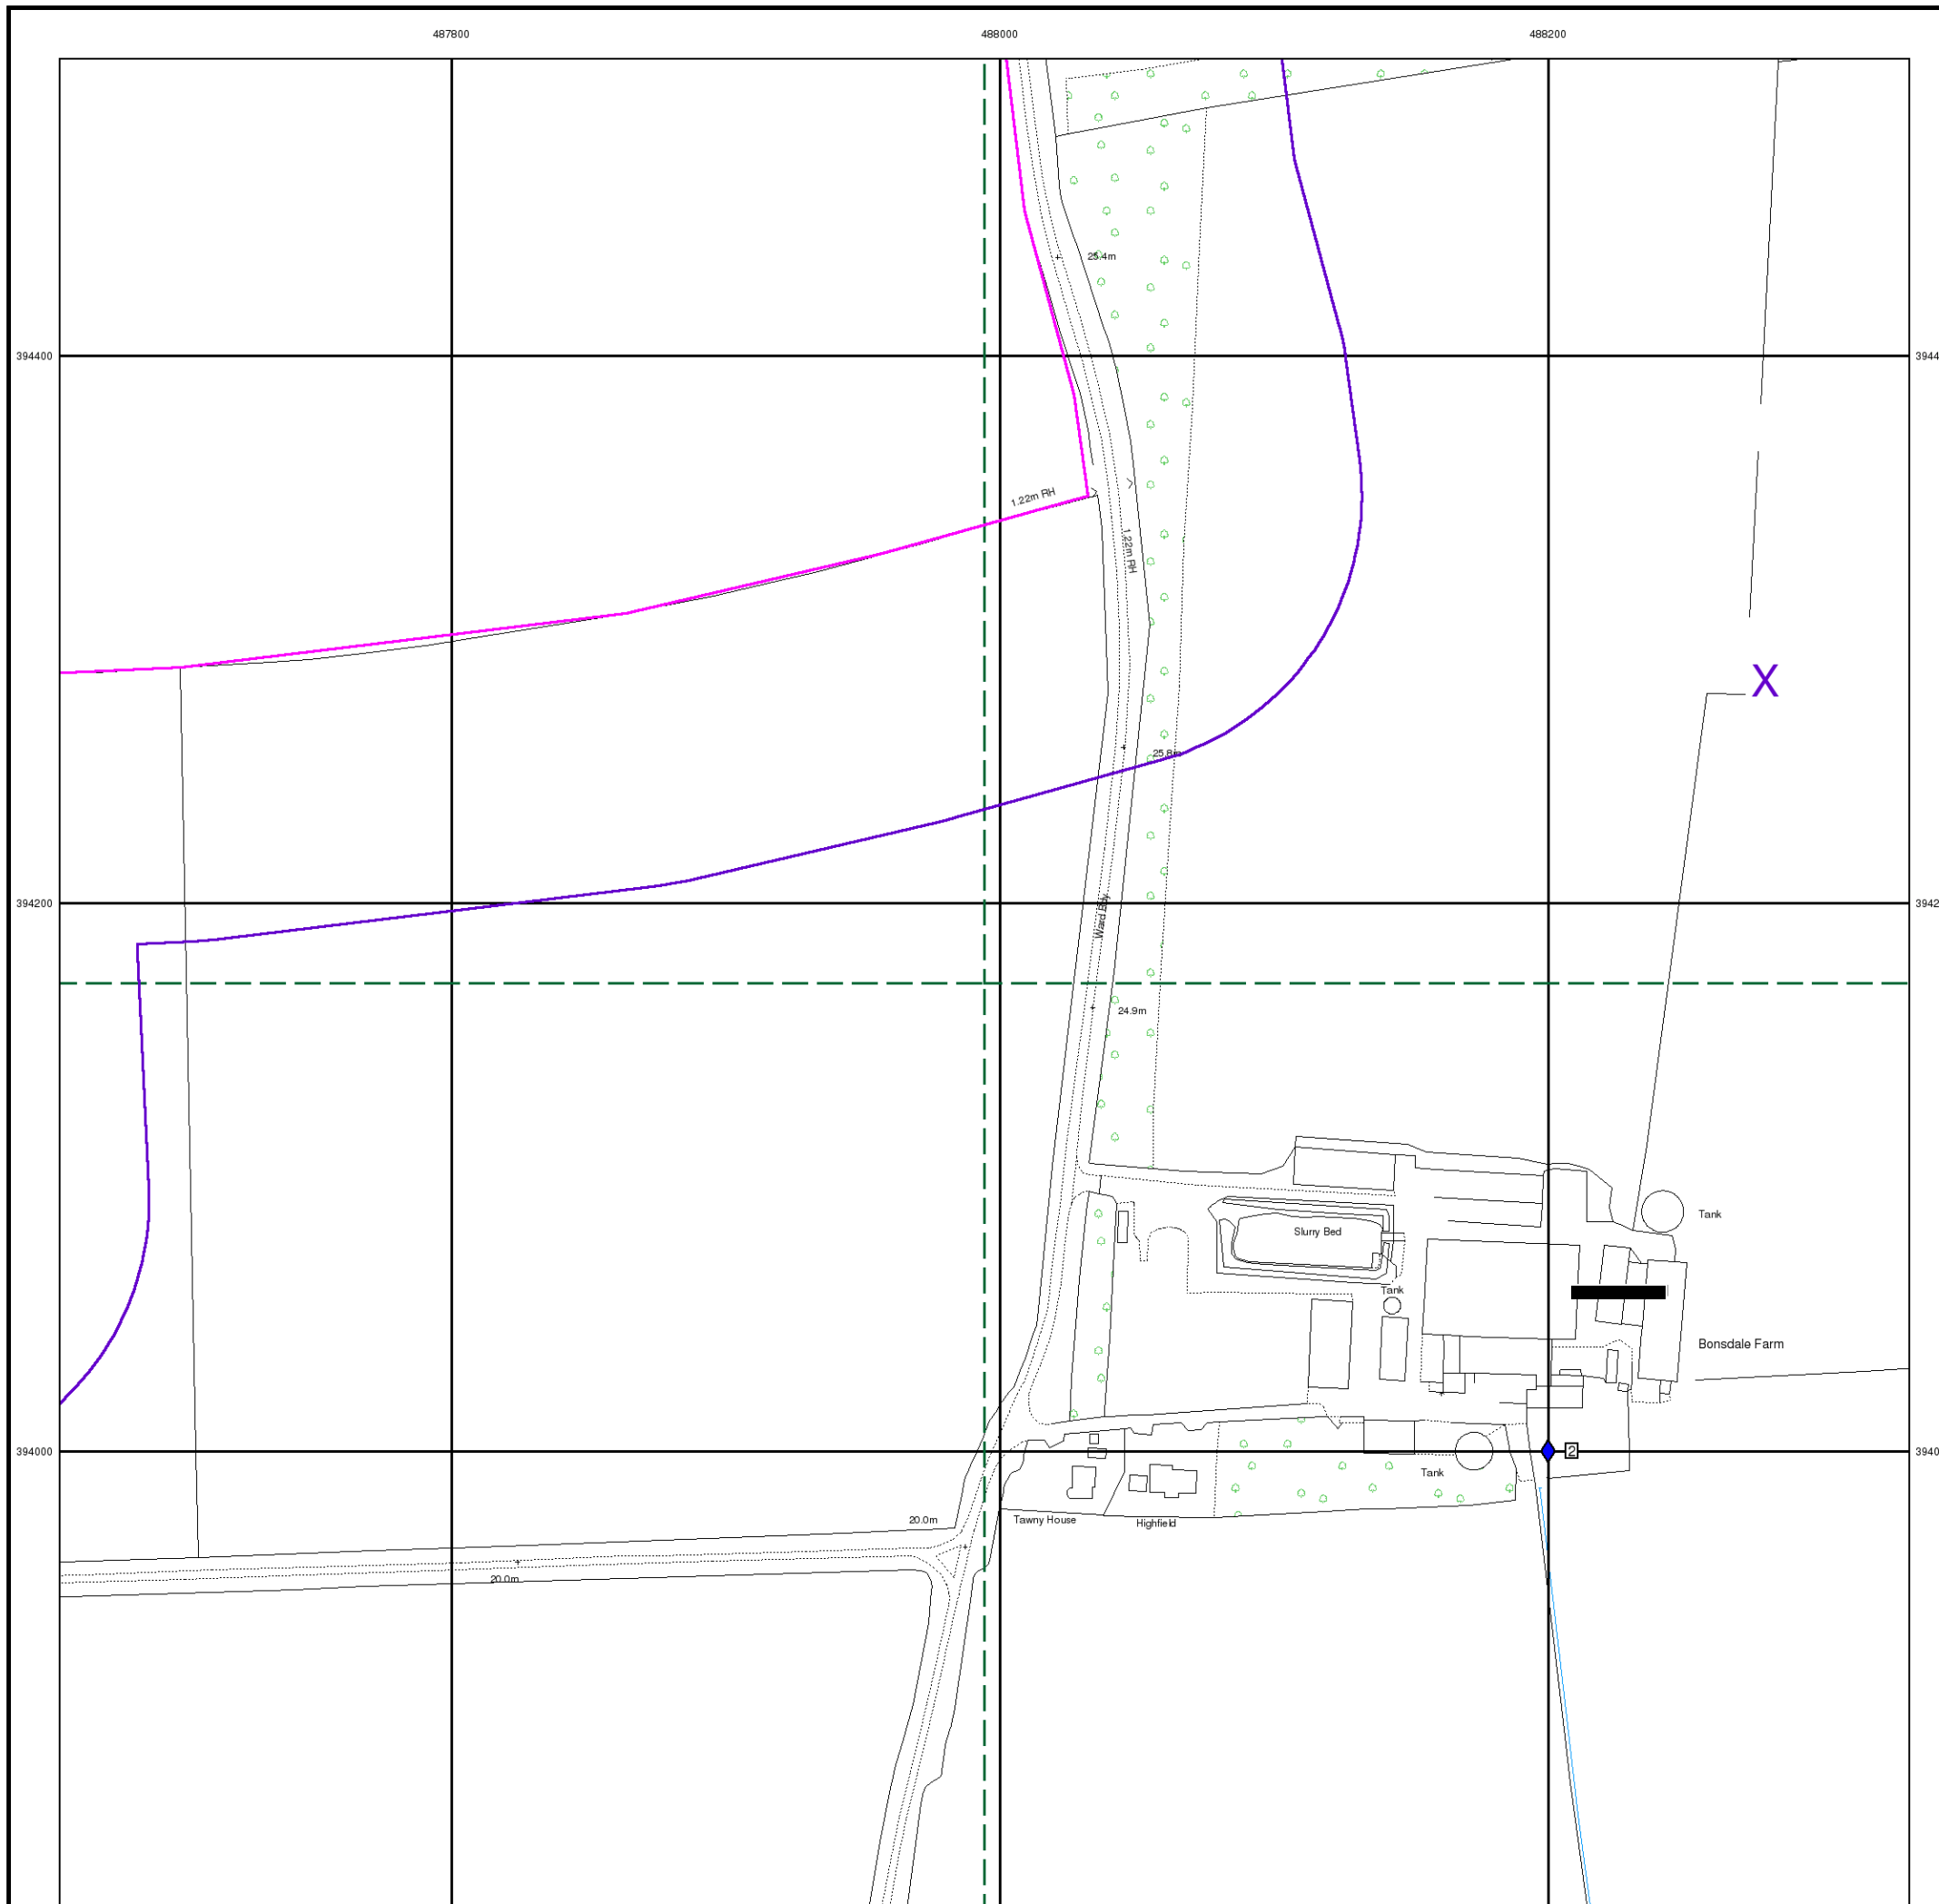 487800
488000
488200
25.4m
394400
3944
1.22m RH
1.22m RH
X
25.8m
394200
3942
Ward Bdy
24.9m
Tank
Slurry Bed
Tank
Bonsdale Farm
394000
2
3940
Tank
20.0m
Tawny House
Highfield
20.0m